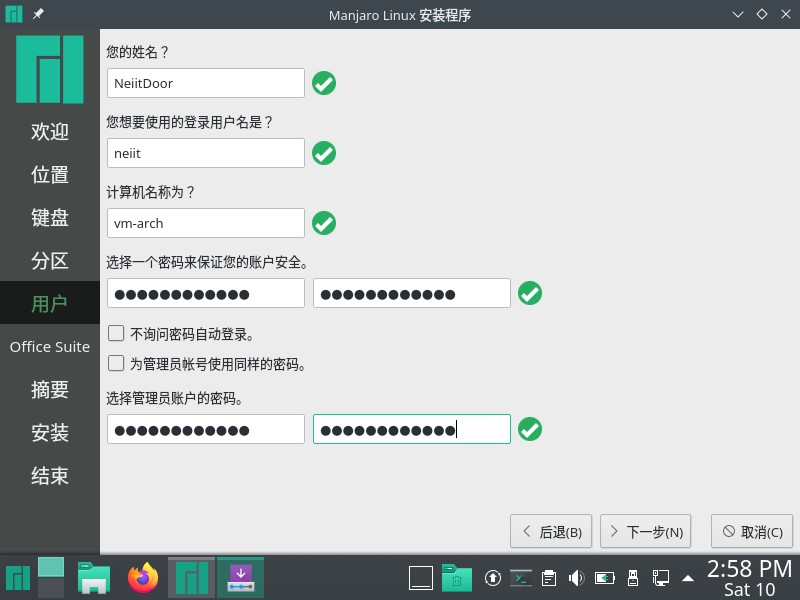 Manjaro Linux 安装程序
欢迎
位置
键盘
分区
用户
Office Suite
摘要
安装
结束
您的姓名？
NeiitDoor
您想要使用的登录用户名是？
neiit
计算机名称为？
vm-arch
选择一个密码来保证您的账户安全。
●●●●●●●●●●●● ●●●●●●●●●●●●
不询问密码自动登录。
为管理员帐号使用同样的密码。
选择管理员账户的密码。
●●●●●●●●●●●● ●●●●●●●●●●●●
后退(B) 下一步(N) 取消(C)
2:58 PM
Sat 10